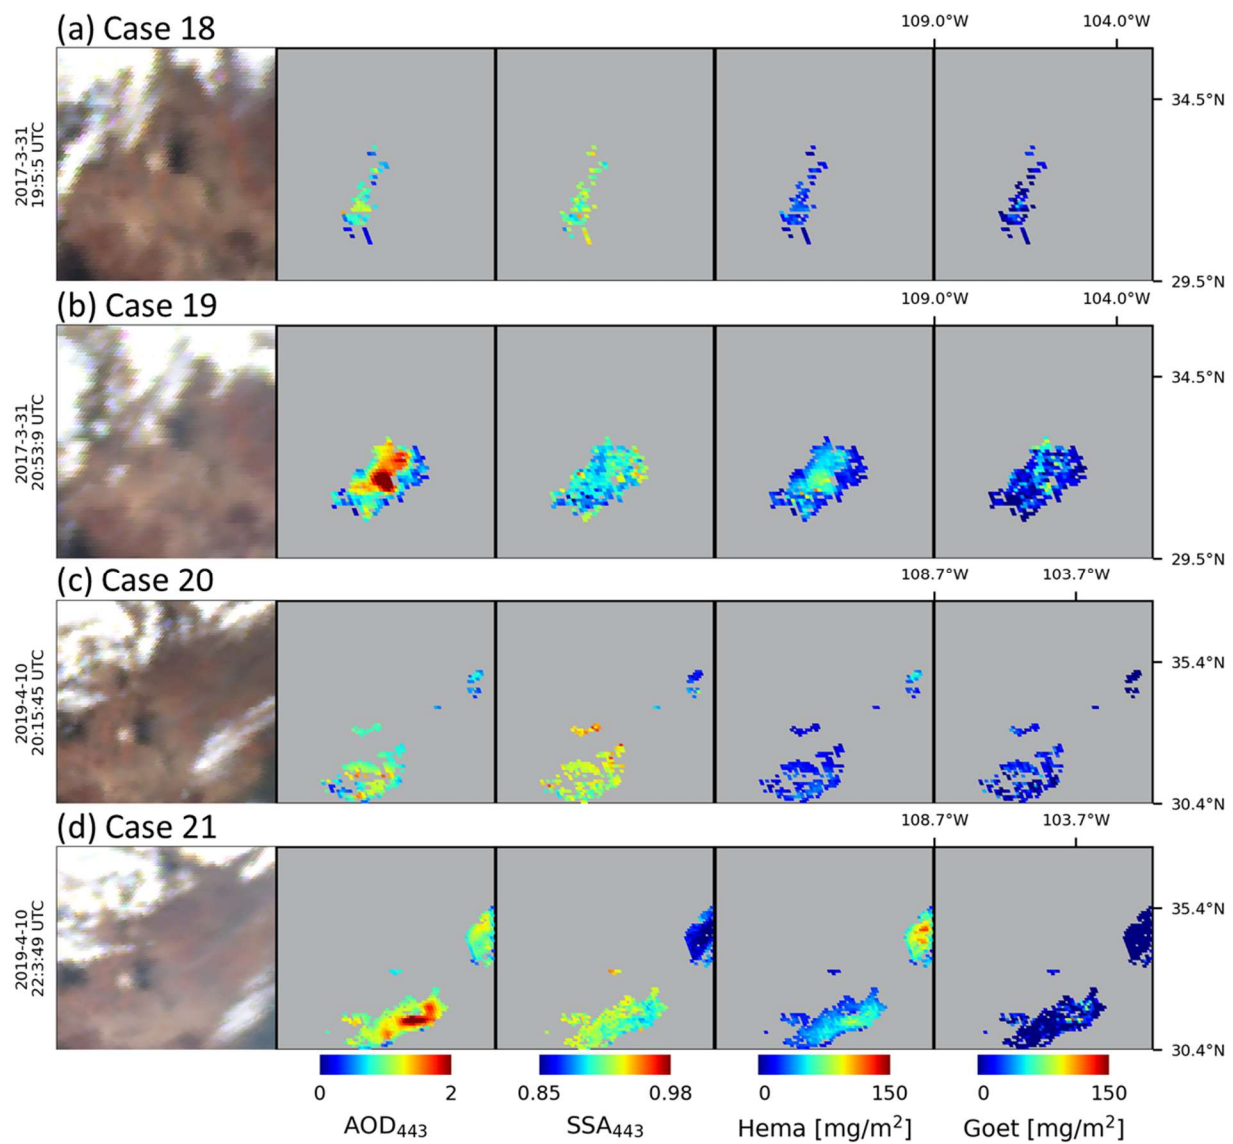 (a) Case 18
109.0°W 104.0°W
2017-3-31
19:5:5 UTC
34.5°N
29.5°N
(b) Case 19
109.0°W 104.0°W
2017-3-31
20:53:9 UTC
34.5°N
29.5°N
(c) Case 20
108.7°W 103.7°W
2019-4-10
20:15:45 UTC
35.4°N
30.4°N
(d) Case 21
108.7°W 103.7°W
2019-4-10
22:3:49 UTC
35.4°N
30.4°N
0 2 0.85 0.98 0 150 0 150
AOD₄₄₃ SSA₄₄₃ Hema [mg/m²] Goet [mg/m²]